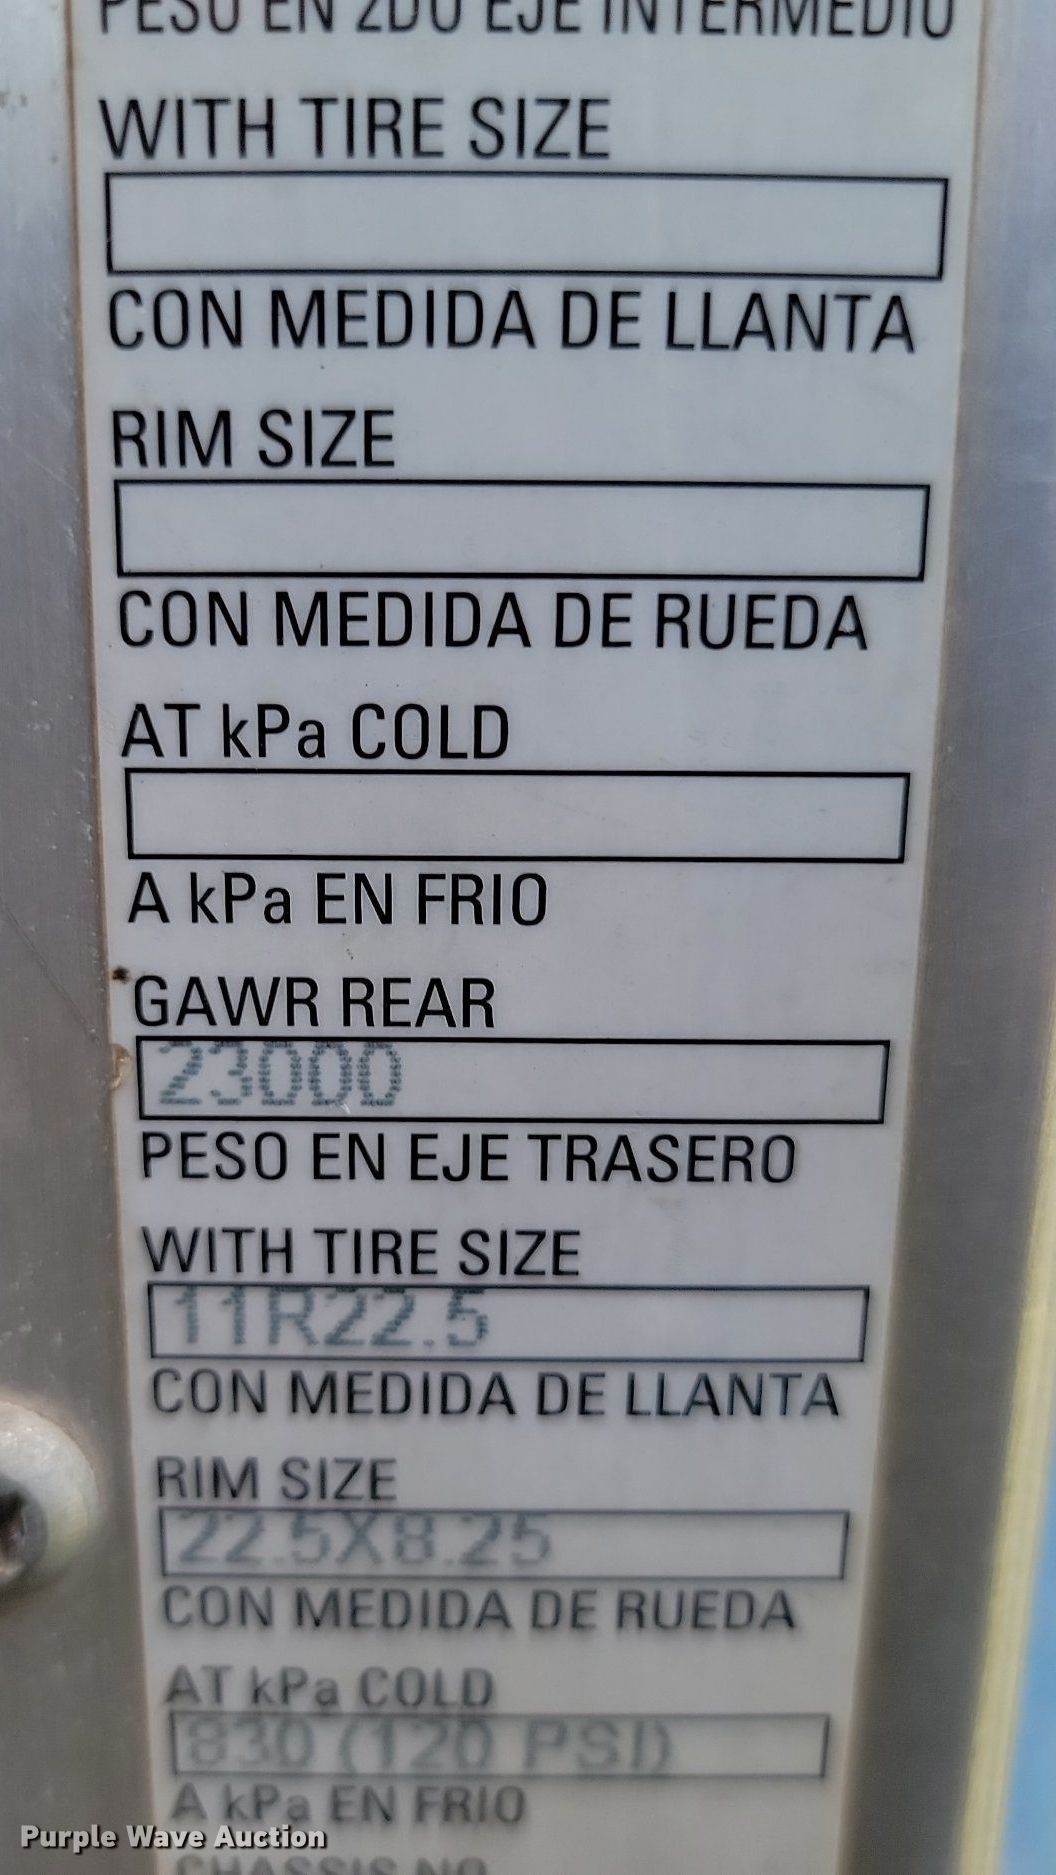 PESO EN 2DO EJE INTERMEDIO
WITH TIRE SIZE
CON MEDIDA DE LLANTA
RIM SIZE
CON MEDIDA DE RUEDA
AT kPa COLD
A kPa EN FRIO
GAWR REAR
23000
PESO EN EJE TRASERO
WITH TIRE SIZE
11R22.5
CON MEDIDA DE LLANTA
RIM SIZE
22.5X8.25
CON MEDIDA DE RUEDA
AT kPa COLD
830 (120 PSI)
A kPa EN FRIO
CHASSIS NO
Purple Wave Auction